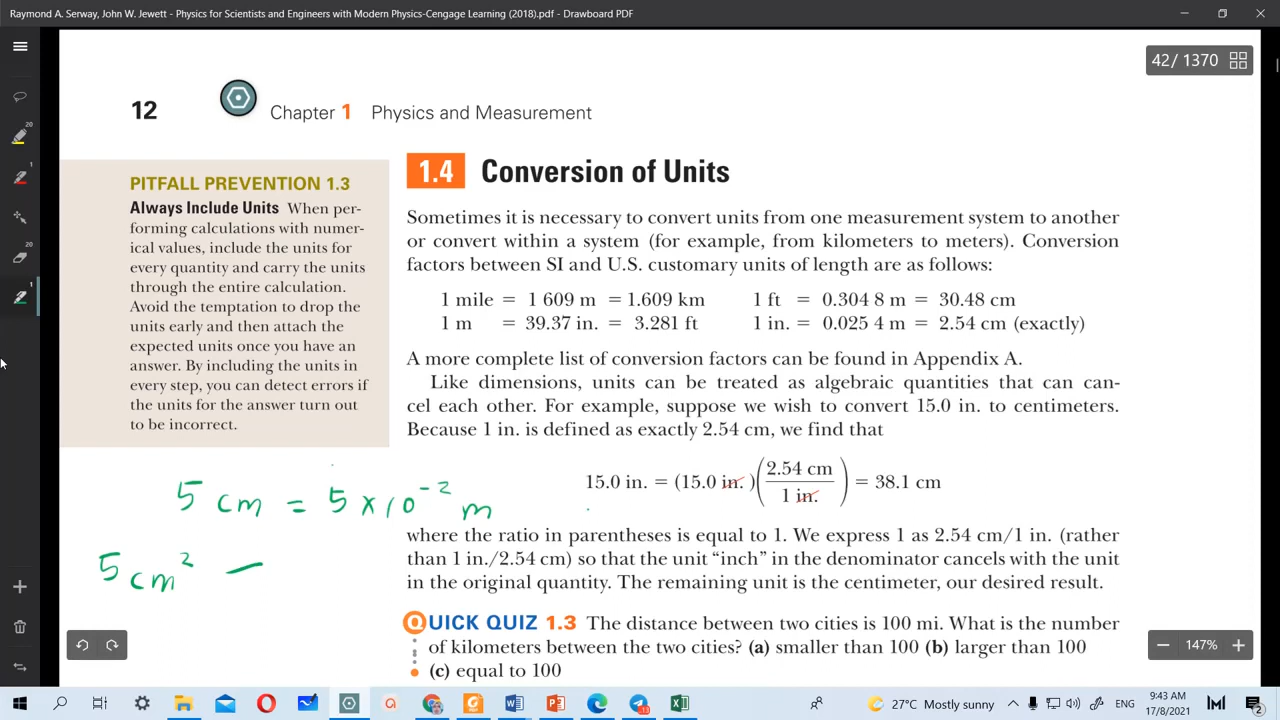 Raymond A. Serway, John W. Jewett - Physics for Scientists and Engineers with Modern Physics-Cengage Learning (2018).pdf - Drawboard PDF
42/ 1370
20
1
20
1
12
Chapter 1 Physics and Measurement
PITFALL PREVENTION 1.3
Always Include Units When per-
forming calculations with numer-
ical values, include the units for
every quantity and carry the units
through the entire calculation.
Avoid the temptation to drop the
units early and then attach the
expected units once you have an
answer. By including the units in
every step, you can detect errors if
the units for the answer turn out
to be incorrect.
5 cm = 5 × 10⁻² m
5 cm² —
1.4 Conversion of Units
Sometimes it is necessary to convert units from one measurement system to another
or convert within a system (for example, from kilometers to meters). Conversion
factors between SI and U.S. customary units of length are as follows:
1 mile = 1 609 m = 1.609 km 1 ft = 0.304 8 m = 30.48 cm
1 m = 39.37 in. = 3.281 ft 1 in. = 0.025 4 m = 2.54 cm (exactly)
A more complete list of conversion factors can be found in Appendix A.
Like dimensions, units can be treated as algebraic quantities that can can-
cel each other. For example, suppose we wish to convert 15.0 in. to centimeters.
Because 1 in. is defined as exactly 2.54 cm, we find that
15.0 in. = (15.0 in.)(2.54 cm / 1 in.) = 38.1 cm
where the ratio in parentheses is equal to 1. We express 1 as 2.54 cm/1 in. (rather
than 1 in./2.54 cm) so that the unit “inch” in the denominator cancels with the unit
in the original quantity. The remaining unit is the centimeter, our desired result.
QUICK QUIZ 1.3 The distance between two cities is 100 mi. What is the number
of kilometers between the two cities? (a) smaller than 100 (b) larger than 100
(c) equal to 100
147%
27°C Mostly sunny
ENG
9:43 AM
17/8/2021
2